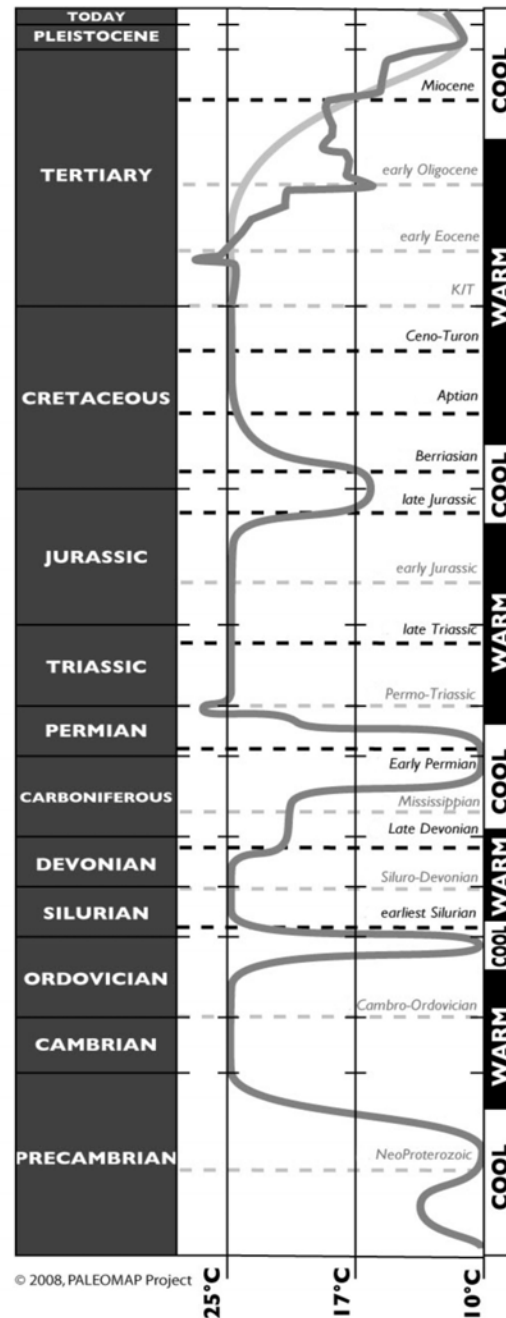 TODAY
PLEISTOCENE
TERTIARY
CRETACEOUS
JURASSIC
TRIASSIC
PERMIAN
CARBONIFEROUS
DEVONIAN
SILURIAN
ORDOVICIAN
CAMBRIAN
PRECAMBRIAN
Miocene
early Oligocene
early Eocene
K/T
Ceno-Turon
Aptian
Berriasian
late Jurassic
early Jurassic
late Triassic
Permo-Triassic
Early Permian
Mississippian
Late Devonian
Siluro-Devonian
earliest Silurian
Cambro-Ordovician
NeoProterozoic
COOL
WARM
COOL
WARM
COOL
WARM
COOL
WARM
COOL
© 2008, PALEOMAP Project
25°C
17°C
10°C